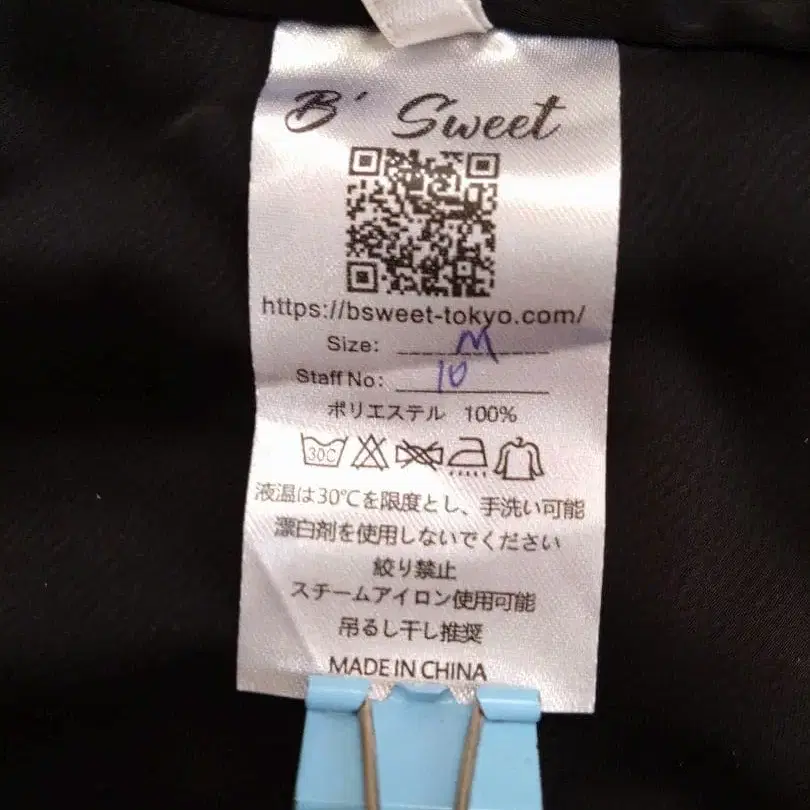 B' Sweet
https://bsweet-tokyo.com/
Size: M
Staff No: 10
ポリエステル 100%
30C
液温は30℃を限度とし、手洗い可能
漂白剤を使用しないでください
絞り禁止
スチームアイロン使用可能
吊るし干し推奨
MADE IN CHINA